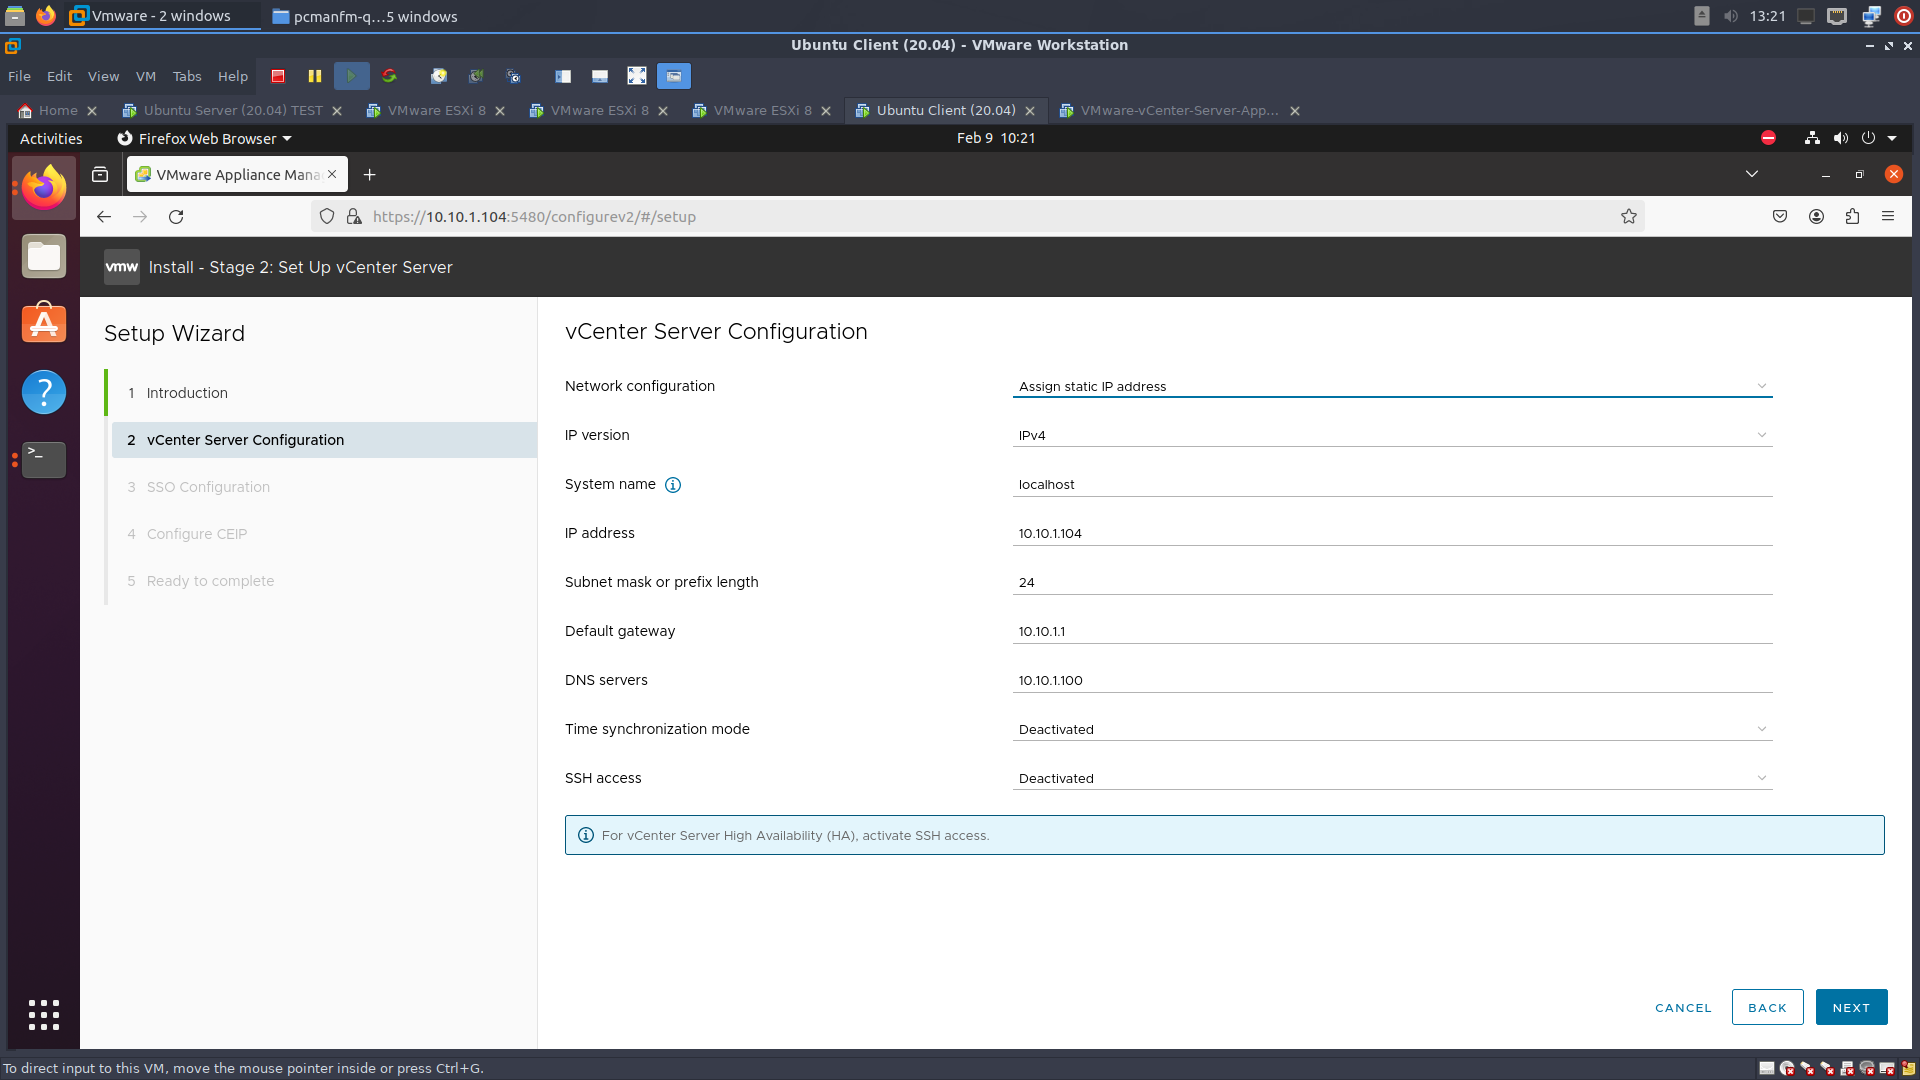 Vmware - 2 windows
pcmanfm-q...5 windows
13:21
Ubuntu Client (20.04) - VMware Workstation
File Edit View VM Tabs Help
Home
Ubuntu Server (20.04) TEST
VMware ESXi 8
VMware ESXi 8
VMware ESXi 8
Ubuntu Client (20.04)
VMware-vCenter-Server-App...
Activities
Firefox Web Browser
Feb 9 10:21
VMware Appliance Mana
https://10.10.1.104:5480/configurev2/#/setup
vmw
Install - Stage 2: Set Up vCenter Server
Setup Wizard
1 Introduction
2 vCenter Server Configuration
3 SSO Configuration
4 Configure CEIP
5 Ready to complete
vCenter Server Configuration
Network configuration Assign static IP address
IP version IPv4
System name localhost
IP address 10.10.1.104
Subnet mask or prefix length 24
Default gateway 10.10.1.1
DNS servers 10.10.1.100
Time synchronization mode Deactivated
SSH access Deactivated
For vCenter Server High Availability (HA), activate SSH access.
CANCEL BACK NEXT
To direct input to this VM, move the mouse pointer inside or press Ctrl+G.